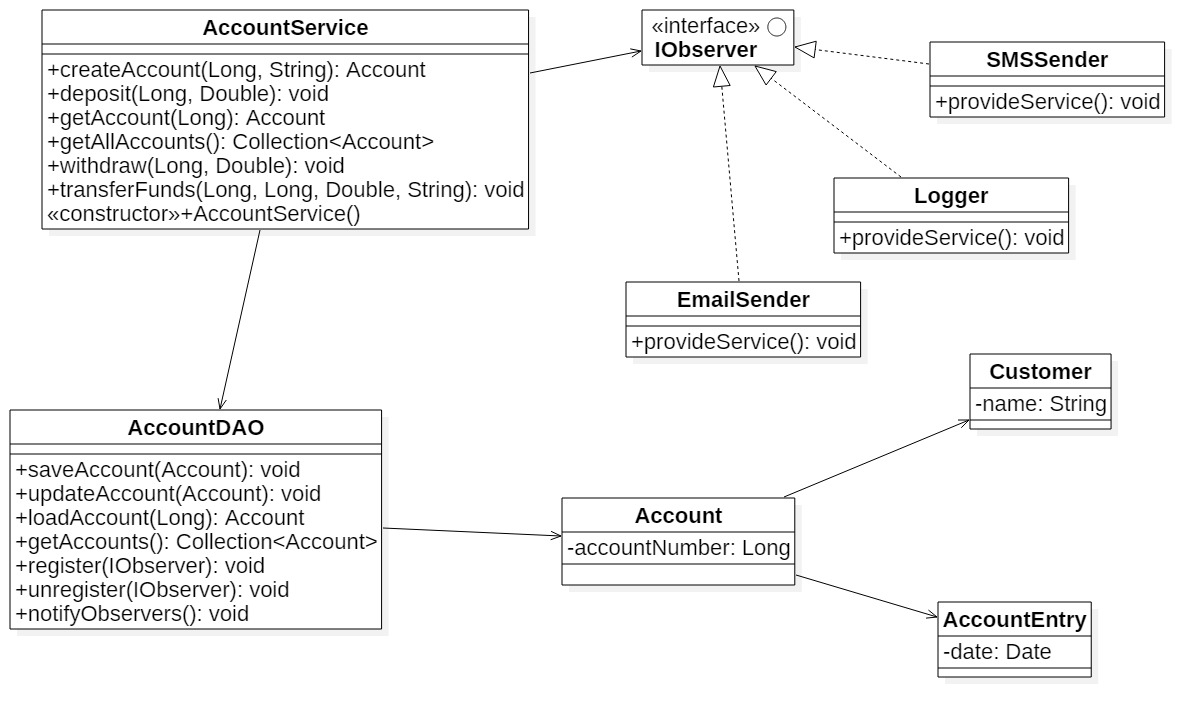 AccountService
+createAccount(Long, String): Account
+deposit(Long, Double): void
+getAccount(Long): Account
+getAllAccounts(): Collection<Account>
+withdraw(Long, Double): void
+transferFunds(Long, Long, Double, String): void
«constructor»+AccountService()
«interface»
IObserver
SMSSender
+provideService(): void
Logger
+provideService(): void
EmailSender
+provideService(): void
Customer
-name: String
AccountDAO
+saveAccount(Account): void
+updateAccount(Account): void
+loadAccount(Long): Account
+getAccounts(): Collection<Account>
+register(IObserver): void
+unregister(IObserver): void
+notifyObservers(): void
Account
-accountNumber: Long
AccountEntry
-date: Date